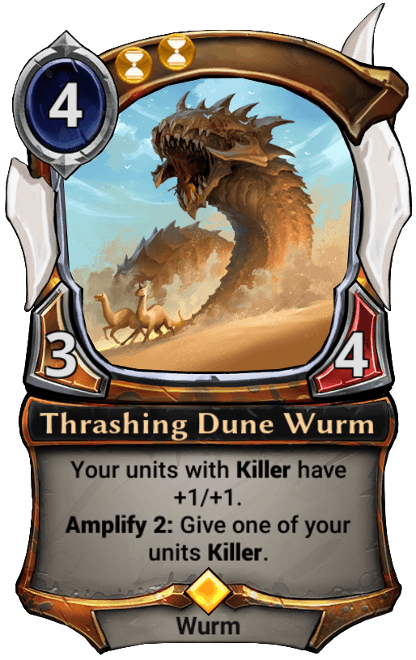 4
3
4
Thrashing Dune Wurm
Your units with Killer have
+1/+1.
Amplify 2: Give one of your
units Killer.
Wurm